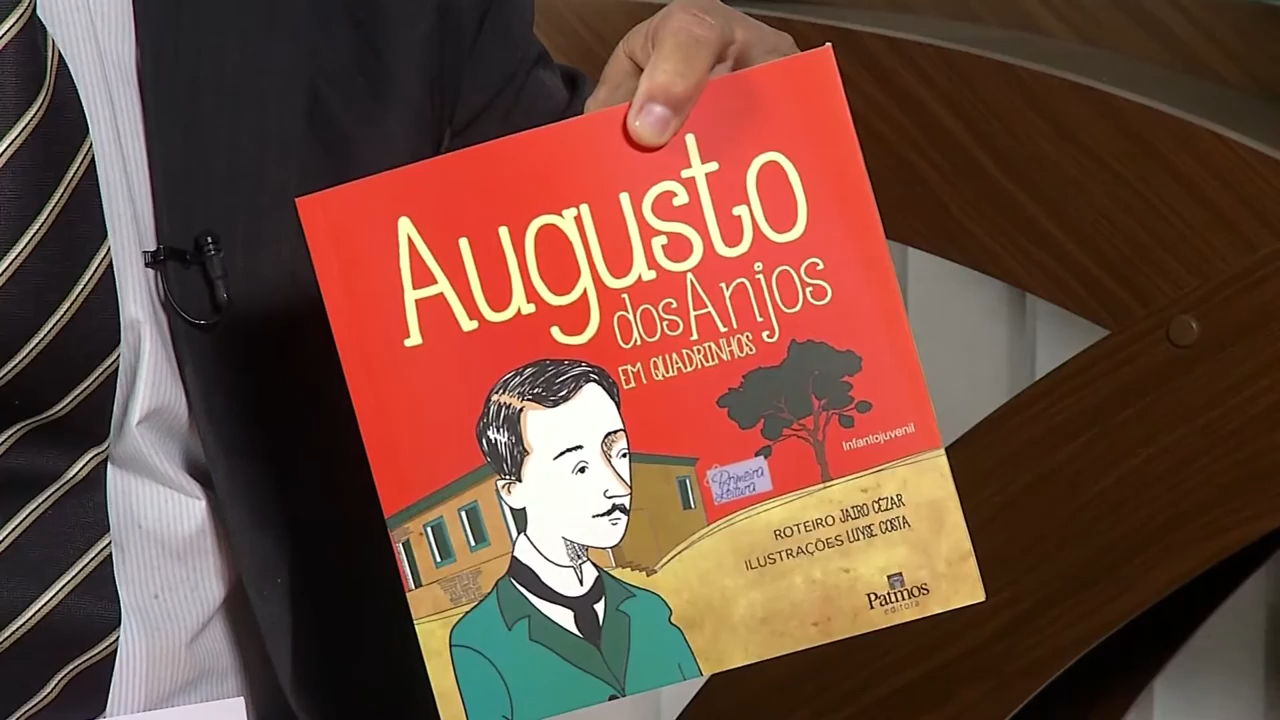 Augusto
dos Anjos
EM QUADRINHOS
Infantojuvenil
Primeira
Leitura
ROTEIRO JAIRO CÉZAR
ILUSTRAÇÕES LUYSE COSTA
Patmos
editora